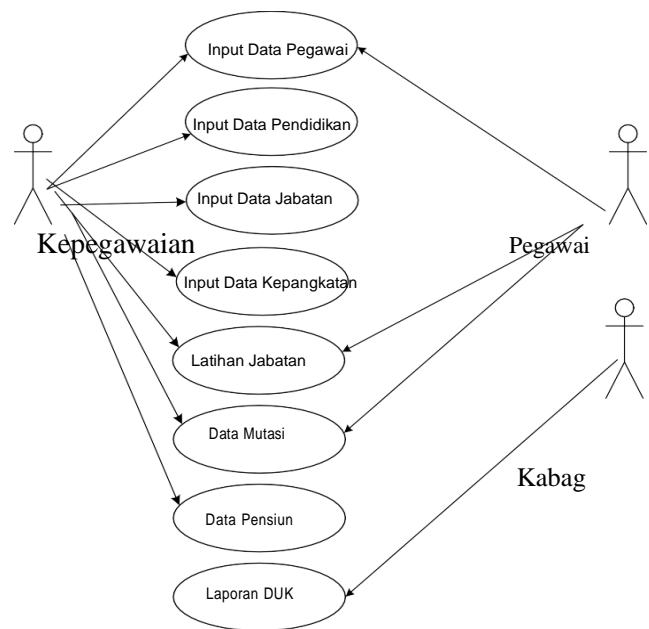 Input Data Pegawai
Input Data Pendidikan
Input Data Jabatan
Kepegawaian
Pegawai
Input Data Kepangkatan
Latihan Jabatan
Data Mutasi
Kabag
Data Pensiun
Laporan DUK